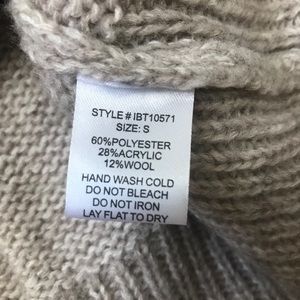 STYLE # IBT10571
SIZE: S
60%POLYESTER
28%ACRYLIC
12%WOOL
HAND WASH COLD
DO NOT BLEACH
DO NOT IRON
LAY FLAT TO DRY